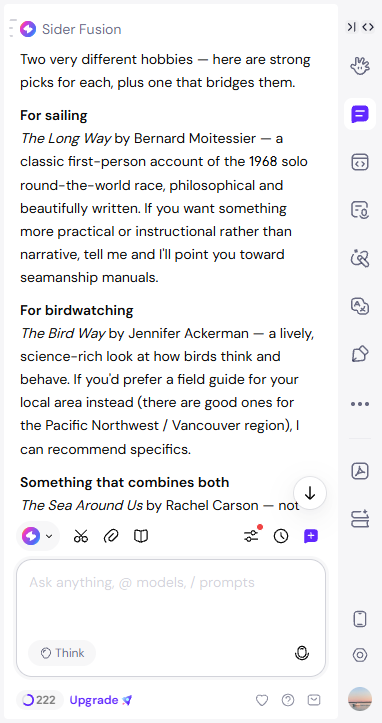 Sider Fusion
Two very different hobbies — here are strong
picks for each, plus one that bridges them.
For sailing
The Long Way by Bernard Moitessier — a
classic first-person account of the 1968 solo
round-the-world race, philosophical and
beautifully written. If you want something
more practical or instructional rather than
narrative, tell me and I'll point you toward
seamanship manuals.
For birdwatching
The Bird Way by Jennifer Ackerman — a lively,
science-rich look at how birds think and
behave. If you'd prefer a field guide for your
local area instead (there are good ones for
the Pacific Northwest / Vancouver region), I
can recommend specifics.
Something that combines both
The Sea Around Us by Rachel Carson — not
Ask anything, @ models, / prompts
Think
222 Upgrade